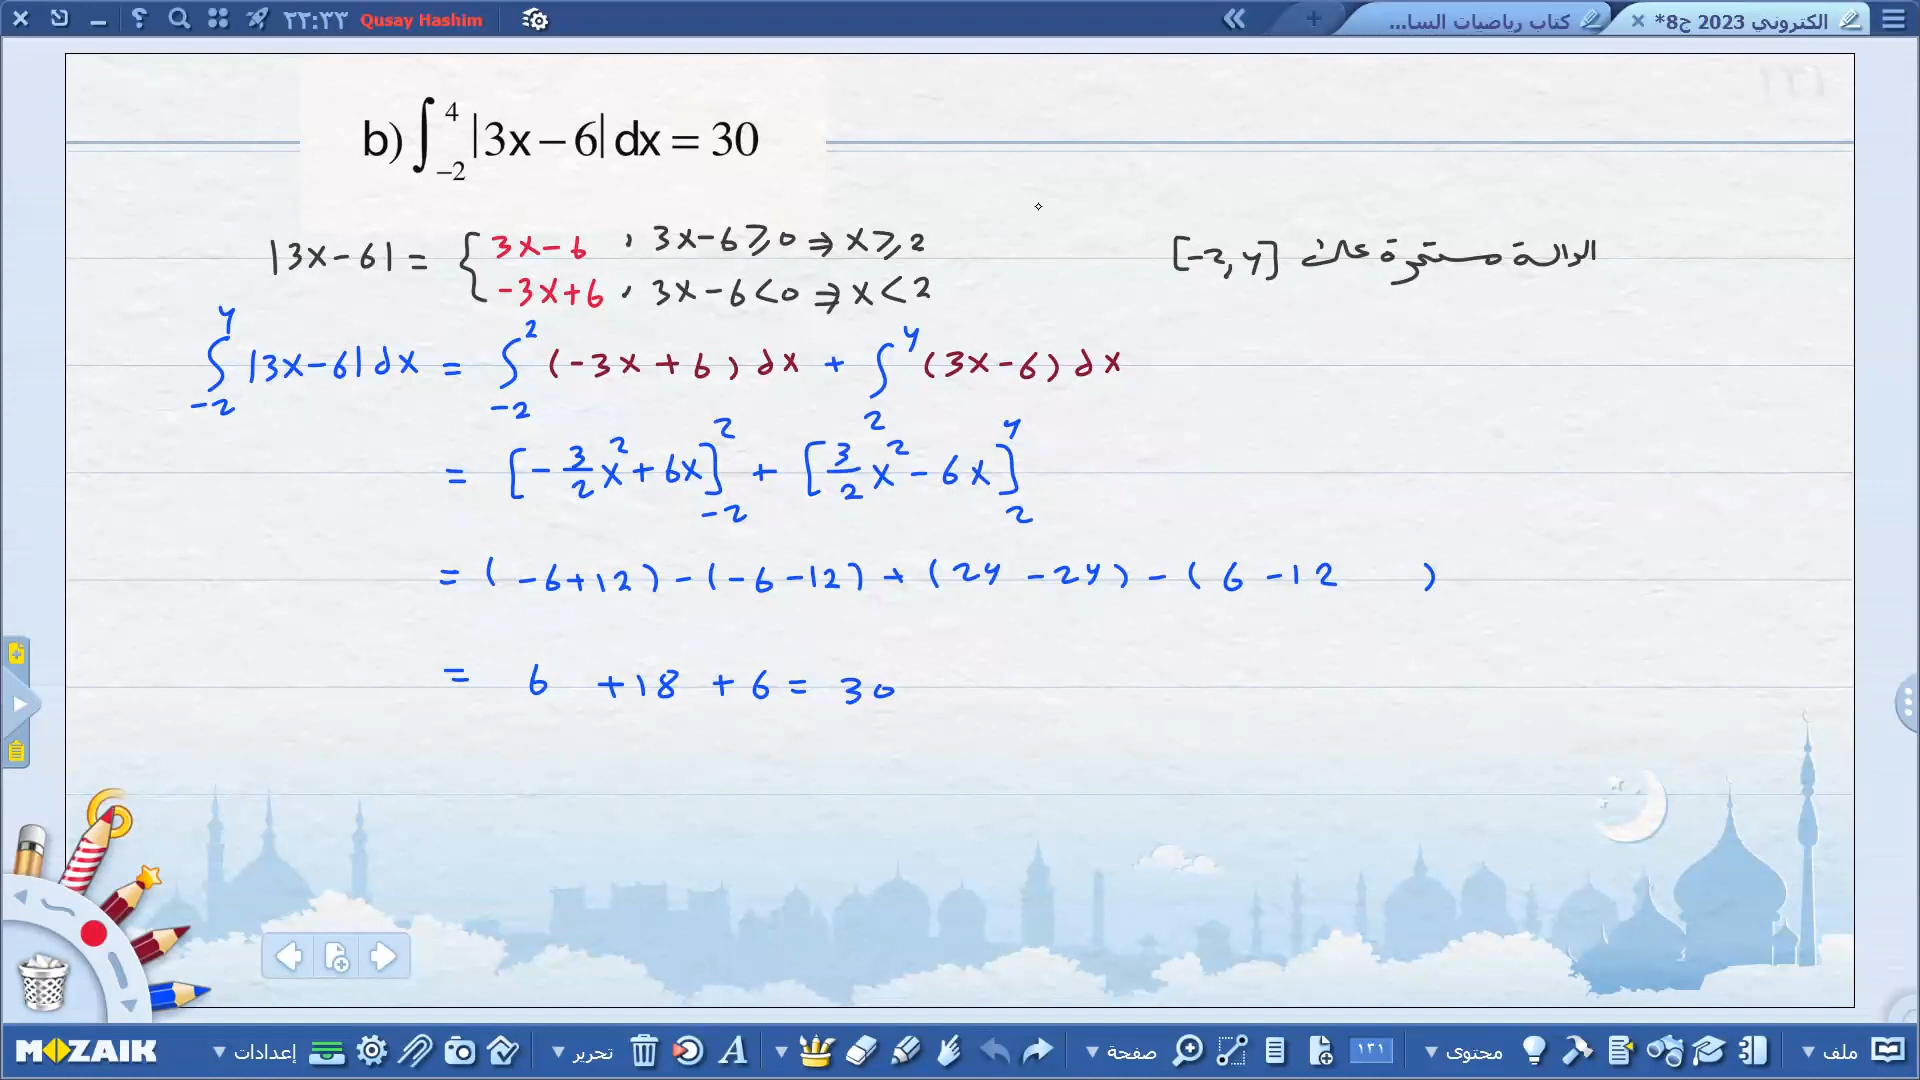 ٢٢:٣٣ Qusay Hashim
كتاب رياضيات السا...
الكتروني 2023 ج8*
b) ∫_{-2}^{4} |3x − 6| dx = 30
|3x-6| = { 3x-6 , 3x-6 ≥ 0 ⇒ x ≥ 2
-3x+6 , 3x-6 < 0 ⇒ x < 2
الدالة مستمرة على [-2, 4]
∫_{-2}^{4} |3x-6| dx = ∫_{-2}^{2} (-3x+6) dx + ∫_{2}^{4} (3x-6) dx
= [-3/2 x² + 6x]_{-2}^{2} + [3/2 x² - 6x]_{2}^{4}
= (-6+12) - (-6-12) + (24-24) - (6-12)
= 6 +18 +6 = 30
MOZAIK
إعدادات
تحرير
صفحة
١٣١
محتوى
ملف